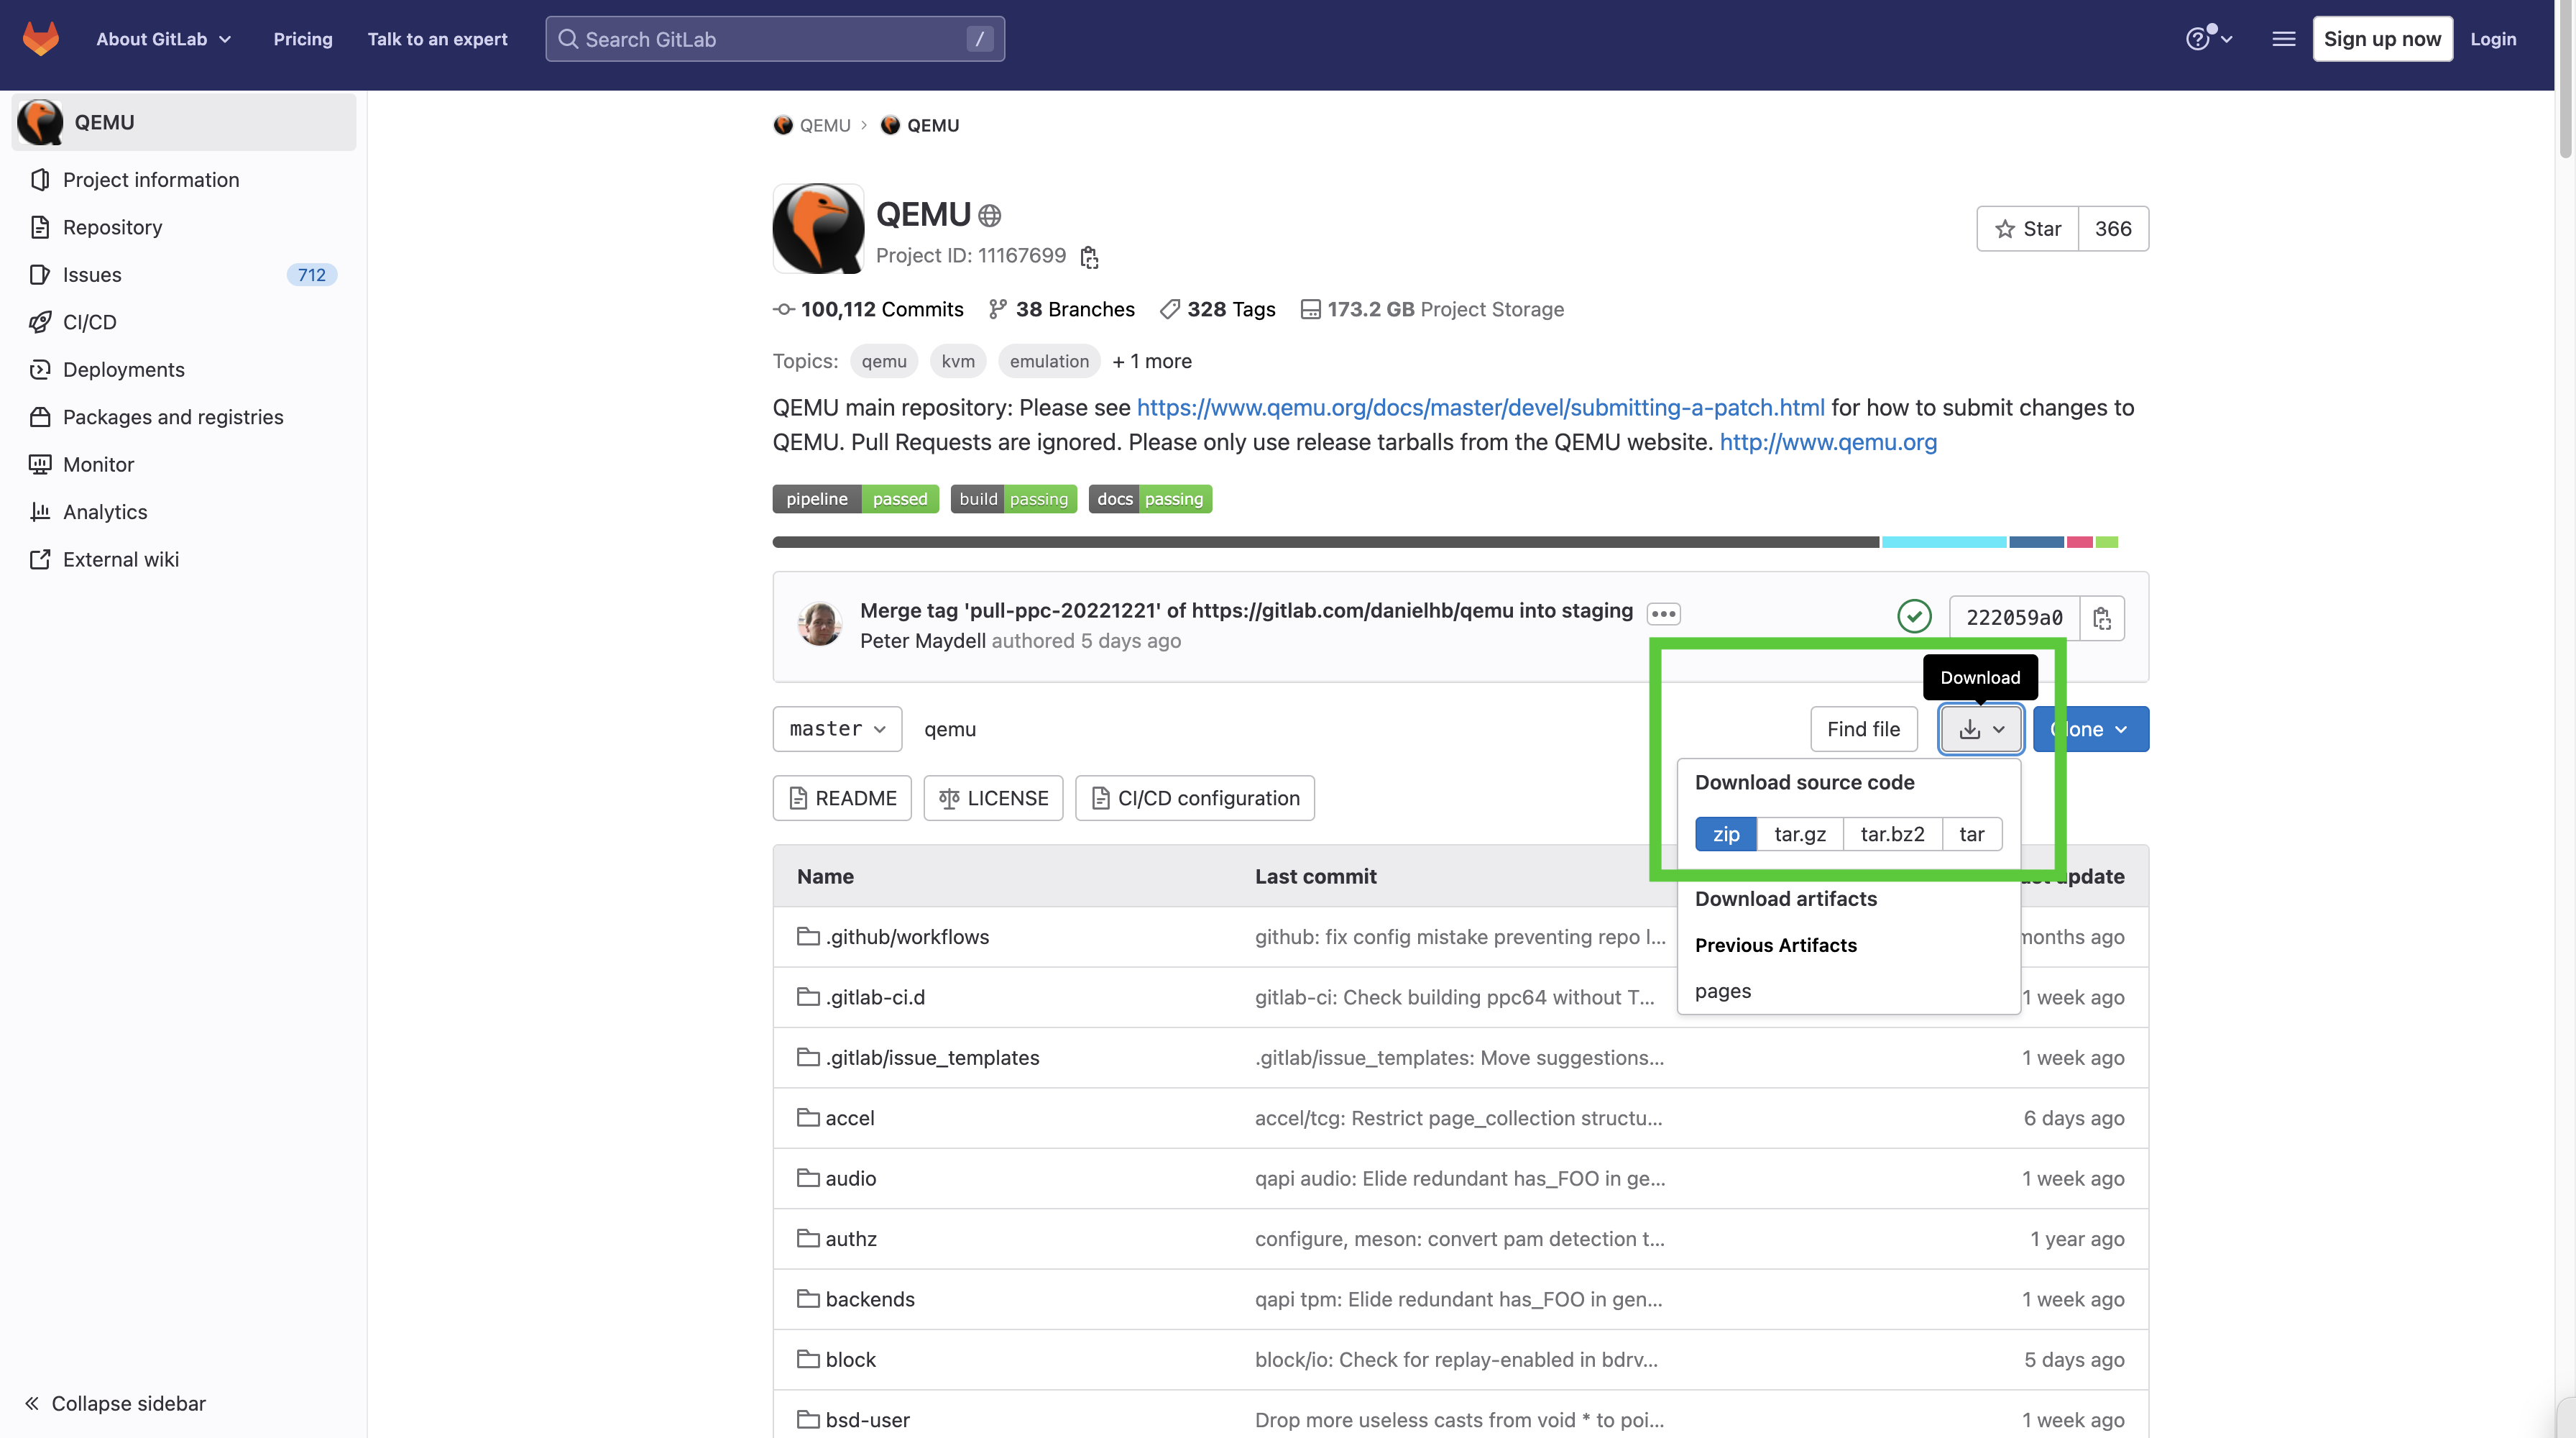 About GitLab
Pricing
Talk to an expert
Search GitLab
/
Sign up now
Login
QEMU
Project information
Repository
Issues
712
CI/CD
Deployments
Packages and registries
Monitor
Analytics
External wiki
Collapse sidebar
QEMU > QEMU
QEMU
Project ID: 11167699
Star 366
100,112 Commits 38 Branches 328 Tags 173.2 GB Project Storage
Topics: qemu kvm emulation + 1 more
QEMU main repository: Please see https://www.qemu.org/docs/master/devel/submitting-a-patch.html for how to submit changes to
QEMU. Pull Requests are ignored. Please only use release tarballs from the QEMU website. http://www.qemu.org
pipeline passed build passing docs passing
Merge tag 'pull-ppc-20221221' of https://gitlab.com/danielhb/qemu into staging
Peter Maydell authored 5 days ago
222059a0
Download
master qemu
Find file
Clone
Download source code
zip tar.gz tar.bz2 tar
Download artifacts
Previous Artifacts
pages
README LICENSE CI/CD configuration
Name Last commit update
.github/workflows github: fix config mistake preventing repo l... months ago
.gitlab-ci.d gitlab-ci: Check building ppc64 without T... 1 week ago
.gitlab/issue_templates .gitlab/issue_templates: Move suggestions... 1 week ago
accel accel/tcg: Restrict page_collection structu... 6 days ago
audio qapi audio: Elide redundant has_FOO in ge... 1 week ago
authz configure, meson: convert pam detection t... 1 year ago
backends qapi tpm: Elide redundant has_FOO in gen... 1 week ago
block block/io: Check for replay-enabled in bdrv... 5 days ago
bsd-user Drop more useless casts from void * to poi... 1 week ago